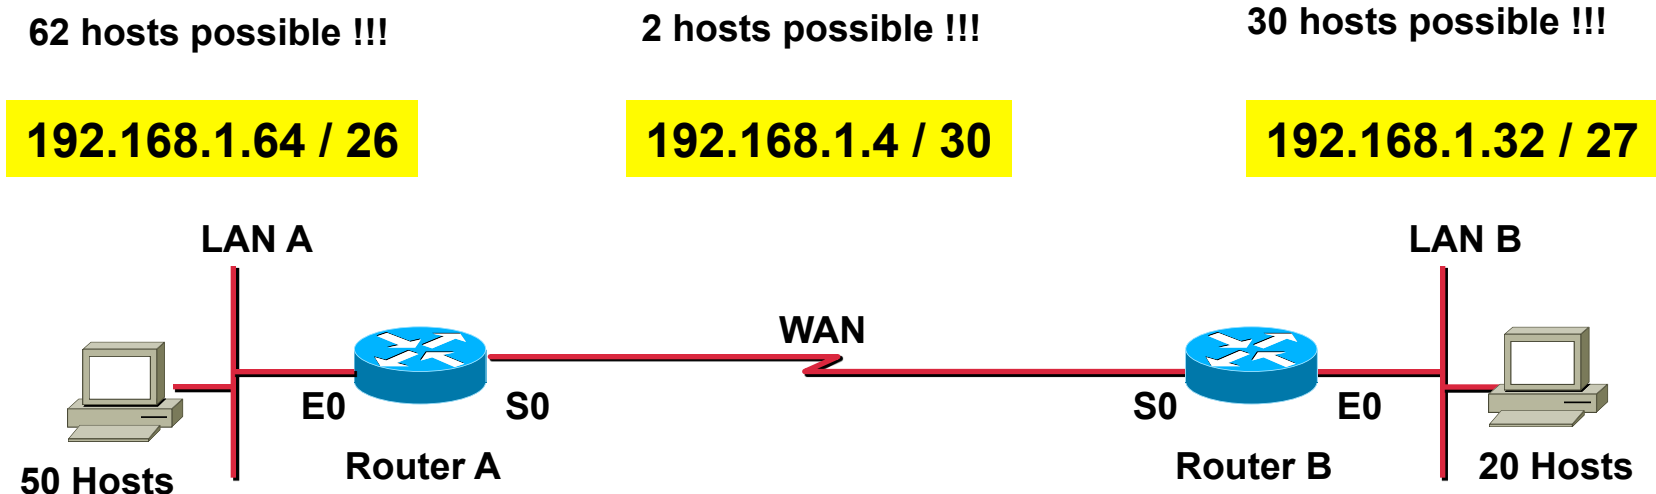 62 hosts possible !!!
2 hosts possible !!!
30 hosts possible !!!
192.168.1.64 / 26
192.168.1.4 / 30
192.168.1.32 / 27
LAN A
LAN B
WAN
E0
S0
S0
E0
50 Hosts
Router A
Router B
20 Hosts